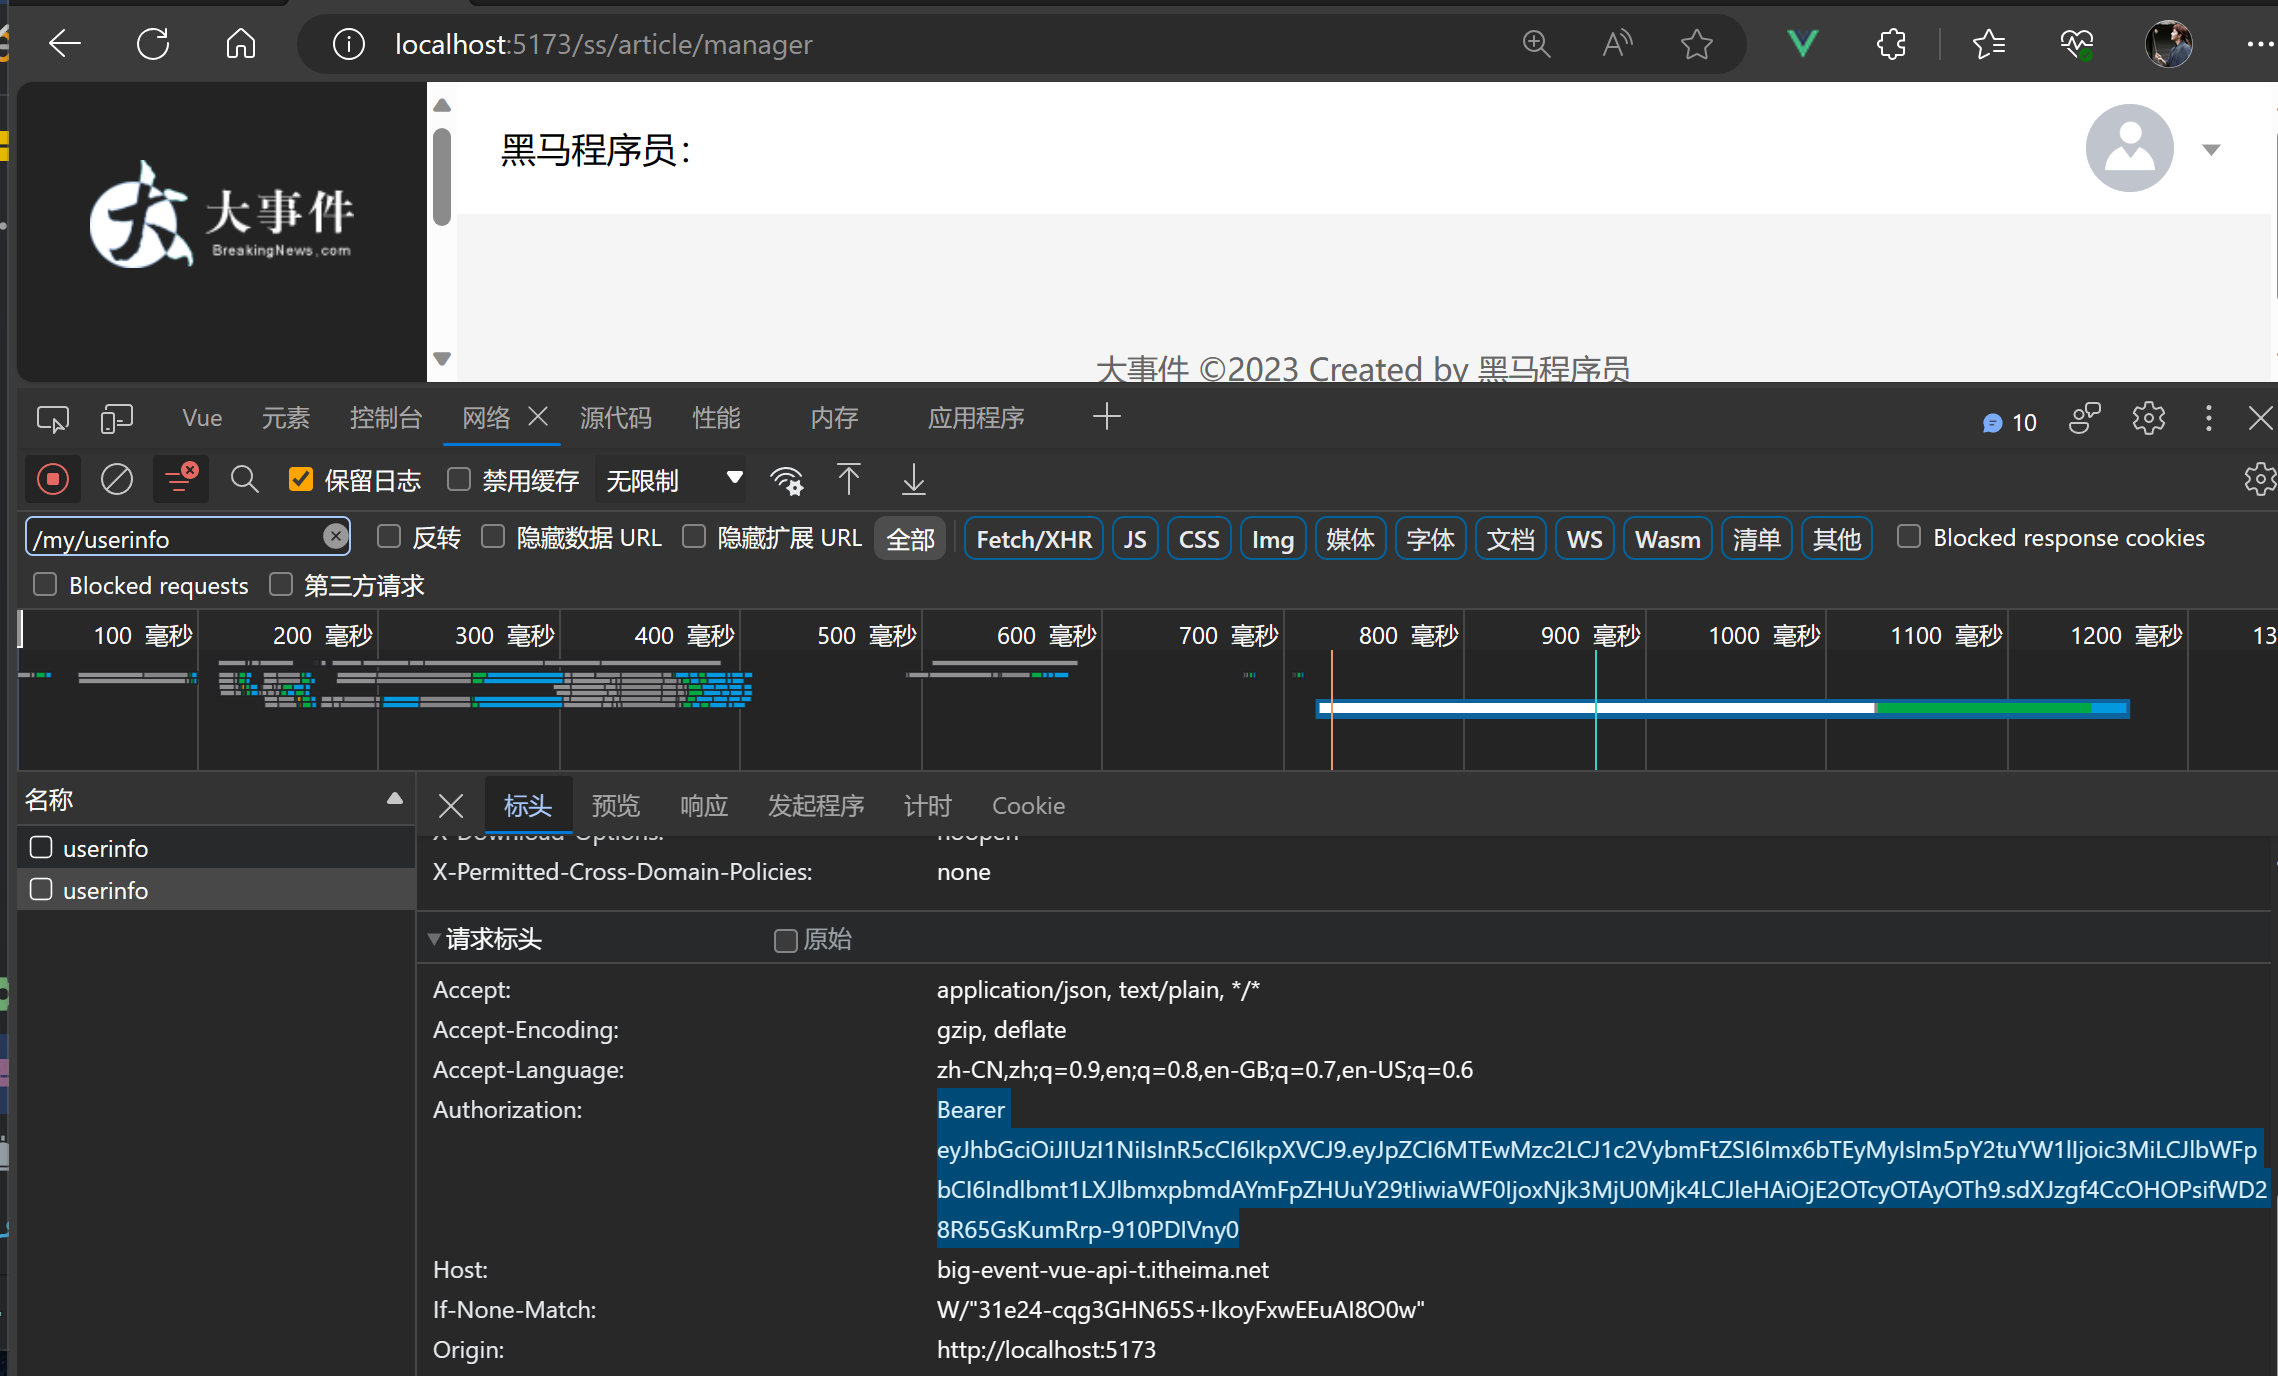 localhost:5173/ss/article/manager
黑马程序员：
大事件
BreakingNews.com
大事件 ©2023 Created by 黑马程序员
Vue 元素 控制台 网络 源代码 性能 内存 应用程序 10
保留日志 禁用缓存 无限制
/my/userinfo 反转 隐藏数据 URL 隐藏扩展 URL 全部 Fetch/XHR JS CSS Img 媒体 字体 文档 WS Wasm 清单 其他 Blocked response cookies
Blocked requests 第三方请求
100 毫秒 200 毫秒 300 毫秒 400 毫秒 500 毫秒 600 毫秒 700 毫秒 800 毫秒 900 毫秒 1000 毫秒 1100 毫秒 1200 毫秒 13
名称 标头 预览 响应 发起程序 计时 Cookie
userinfo
userinfo
X-Download-Options: noopen
X-Permitted-Cross-Domain-Policies: none
请求标头 原始
Accept: application/json, text/plain, */*
Accept-Encoding: gzip, deflate
Accept-Language: zh-CN,zh;q=0.9,en;q=0.8,en-GB;q=0.7,en-US;q=0.6
Authorization: Bearer
eyJhbGciOiJIUzI1NiIsInR5cCI6IkpXVCJ9.eyJpZCI6MTEwMzc2LCJ1c2VybmFtZSI6Imx6bTEyMyIsIm5pY2tuYW1lIjoic3MiLCJlbWFp
bCI6Indlbmt1LXJlbmxpbmdAYmFpZHUuY29tIiwiaWF0IjoxNjk3MjU0Mjk4LCJleHAiOjE2OTcyOTAyOTh9.sdXJzgf4CcOHOPsifWD2
8R65GsKumRrp-910PDIVny0
Host: big-event-vue-api-t.itheima.net
If-None-Match: W/"31e24-cqg3GHN65S+IkoyFxwEEuAI8O0w"
Origin: http://localhost:5173